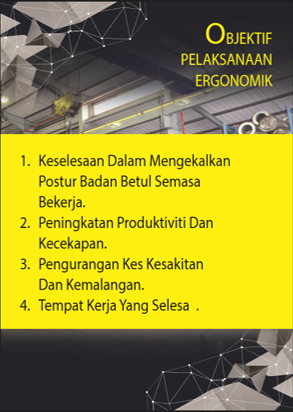 OBJEKTIF
PELAKSANAAN
ERGONOMIK
1. Keselesaan Dalam Mengekalkan
Postur Badan Betul Semasa
Bekerja.
2. Peningkatan Produktiviti Dan
Kecekapan.
3. Pengurangan Kes Kesakitan
Dan Kemalangan.
4. Tempat Kerja Yang Selesa .